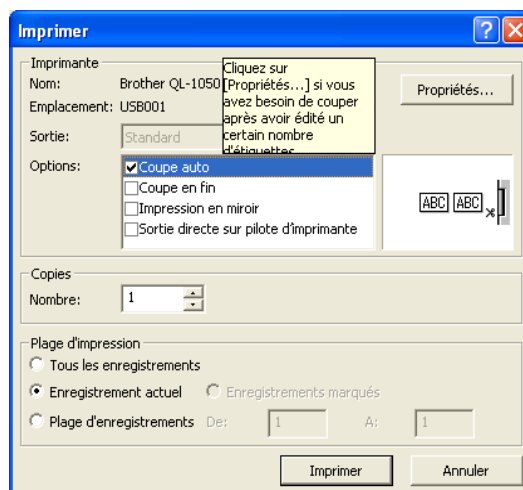 Imprimer
Imprimante
Nom: Brother QL-1050
Cliquez sur
[Propriétés...] si vous
avez besoin de couper
après avoir édité un
certain nombre
d'étiquettes
Propriétés...
Emplacement: USB001
Sortie: Standard
Options:
Coupe auto
Coupe en fin
Impression en miroir
Sortie directe sur pilote d'imprimante
ABC ABC
Copies
Nombre: 1
Plage d'impression
Tous les enregistrements
Enregistrement actuel Enregistrements marqués
Plage d'enregistrements De: 1 A: 1
Imprimer Annuler